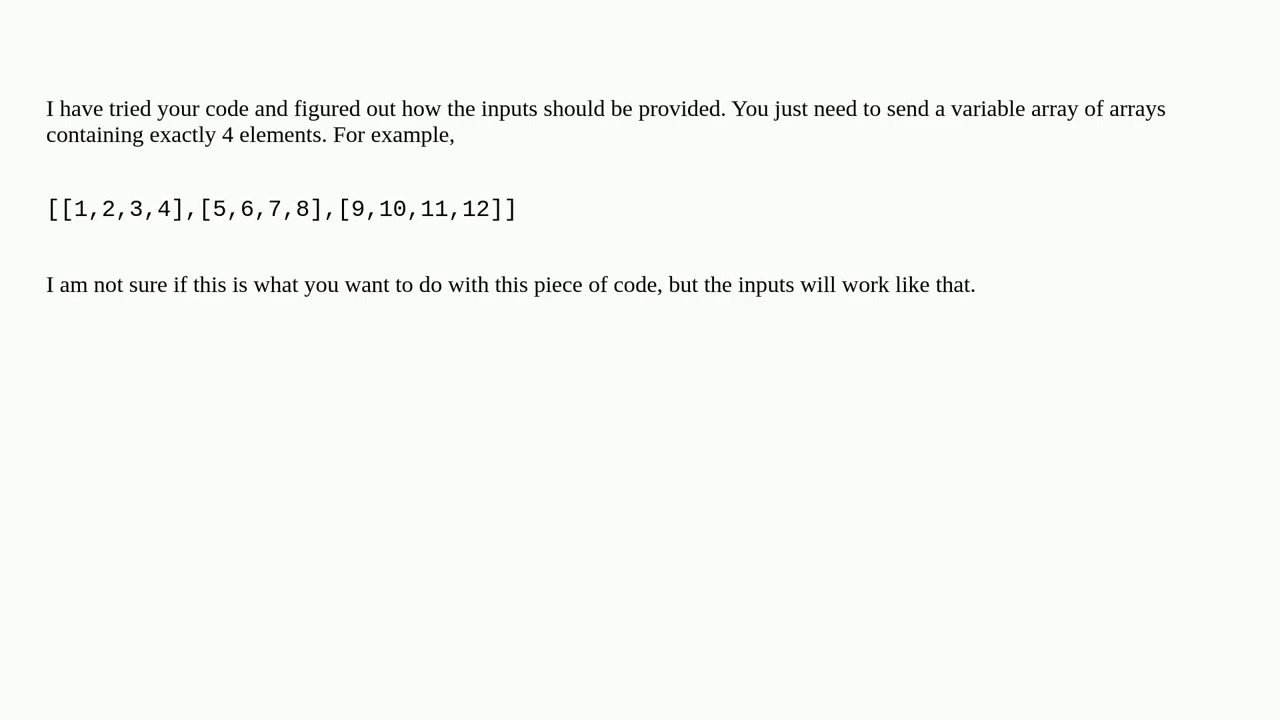 I have tried your code and figured out how the inputs should be provided. You just need to send a variable array of arrays
containing exactly 4 elements. For example,
[[1,2,3,4],[5,6,7,8],[9,10,11,12]]
I am not sure if this is what you want to do with this piece of code, but the inputs will work like that.